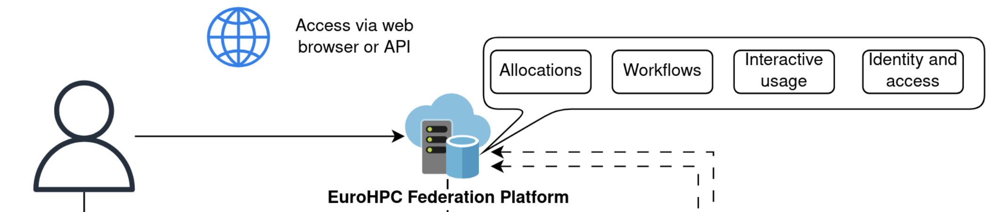 Access via web
browser or API
Allocations
Workflows
Interactive
usage
Identity and
access
EuroHPC Federation Platform